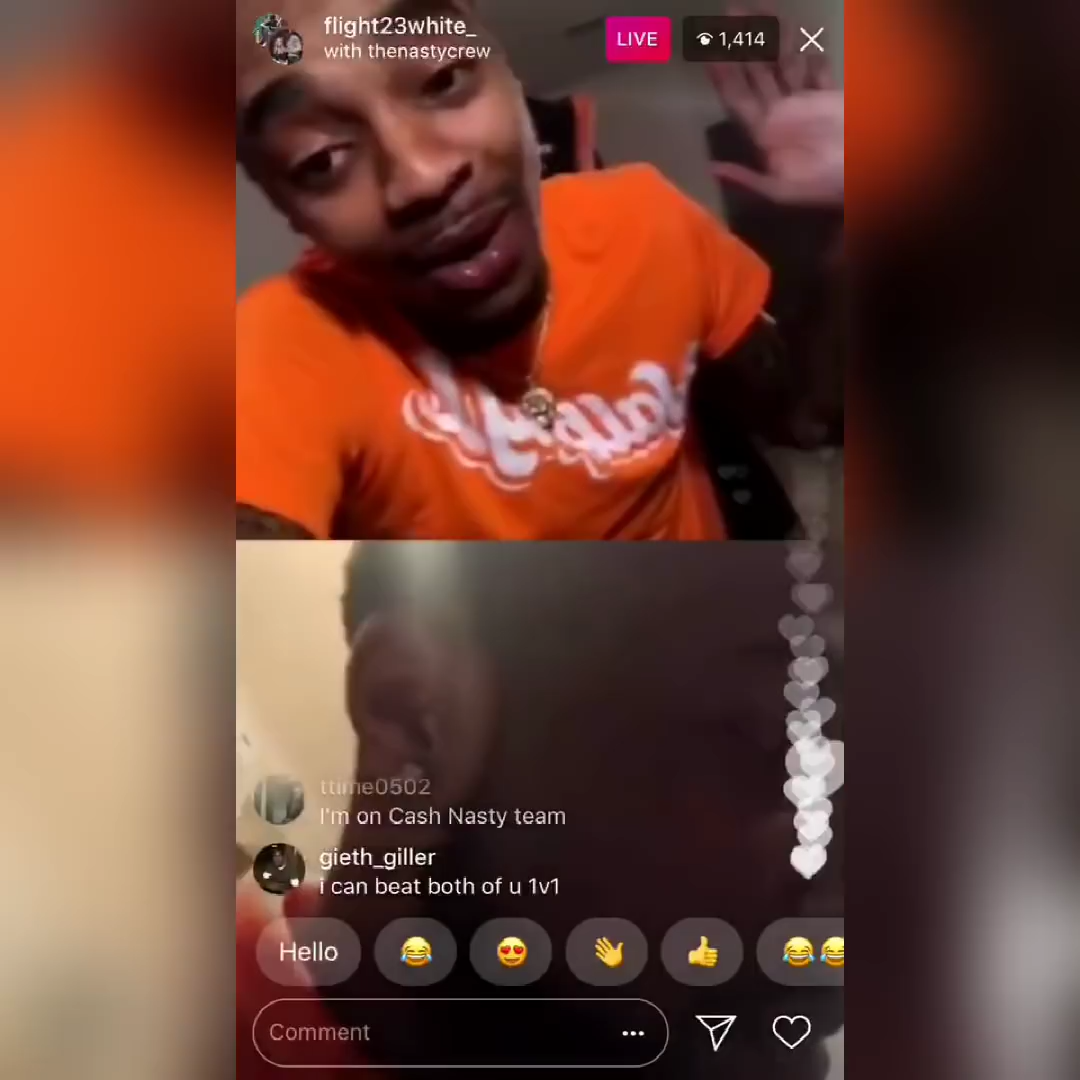 flight23white_
with thenastycrew
LIVE
1,414
ttime0502
I'm on Cash Nasty team
gieth_giller
i can beat both of u 1v1
Hello
Comment